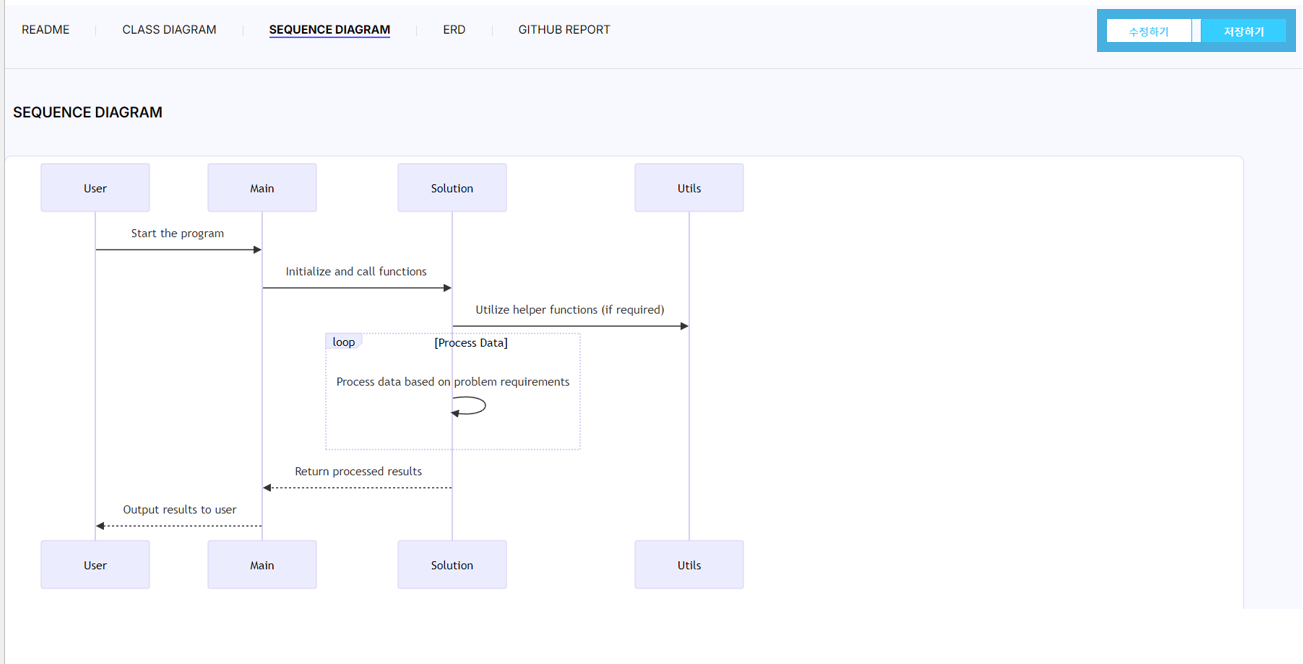 README
CLASS DIAGRAM
SEQUENCE DIAGRAM
ERD
GITHUB REPORT
수정하기
저장하기
SEQUENCE DIAGRAM
User
Main
Solution
Utils
Start the program
Initialize and call functions
Utilize helper functions (if required)
loop
[Process Data]
Process data based on problem requirements
Return processed results
Output results to user
User
Main
Solution
Utils